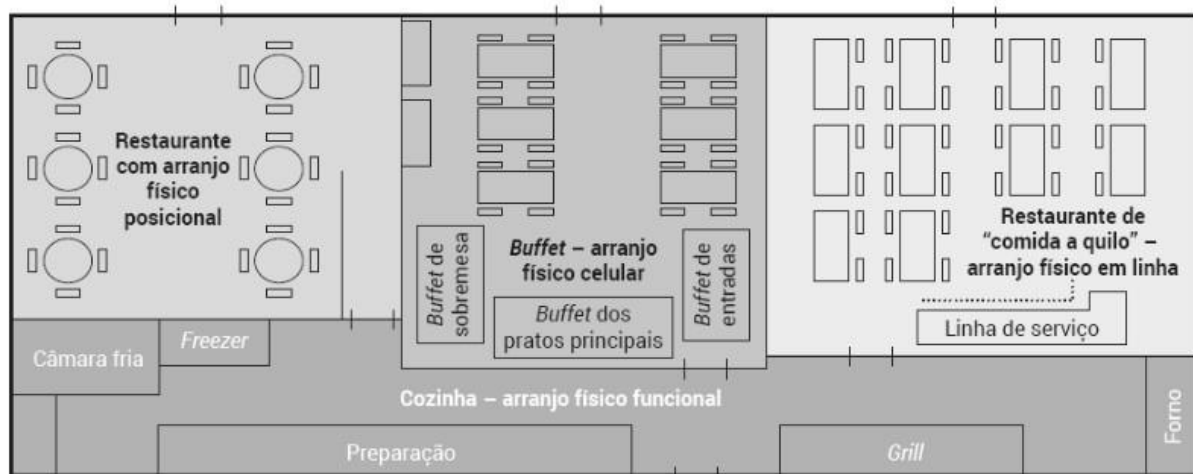 Restaurante
com arranjo
físico
posicional
Buffet de
sobremesa
Buffet – arranjo
físico celular
Buffet dos
pratos principais
Buffet de
entradas
Restaurante de
“comida a quilo” –
arranjo físico em linha
Linha de serviço
Câmara fria
Freezer
Cozinha – arranjo físico funcional
Preparação
Grill
Forno